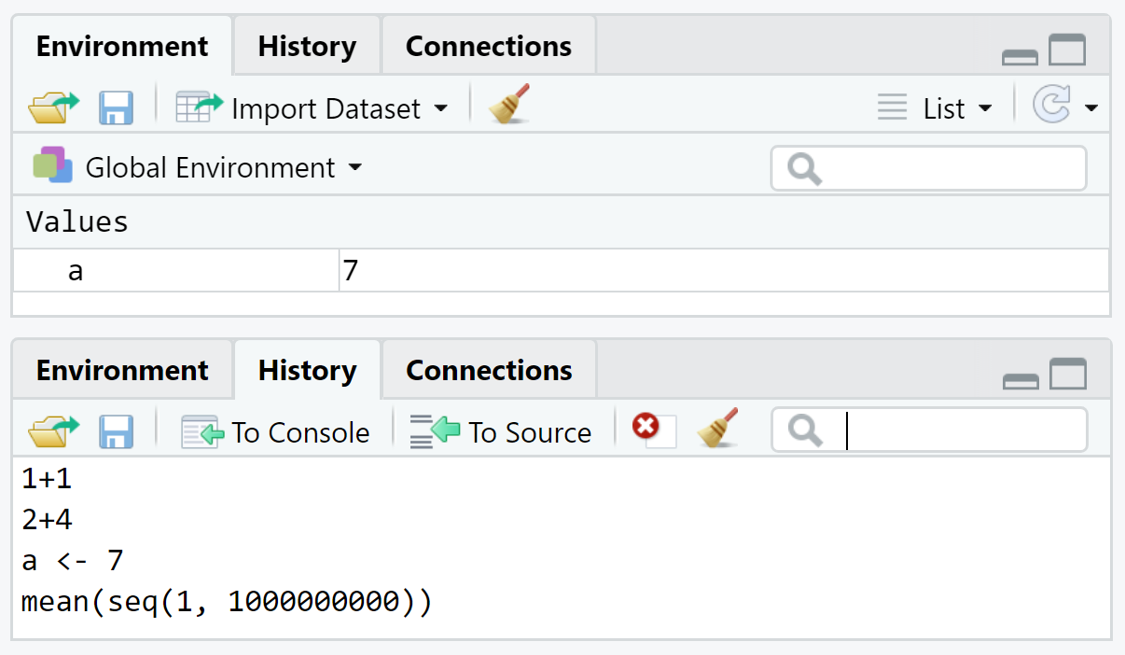 Environment History Connections
Import Dataset List
Global Environment
Values
a 7
Environment History Connections
To Console To Source
1+1
2+4
a <- 7
mean(seq(1, 1000000000))